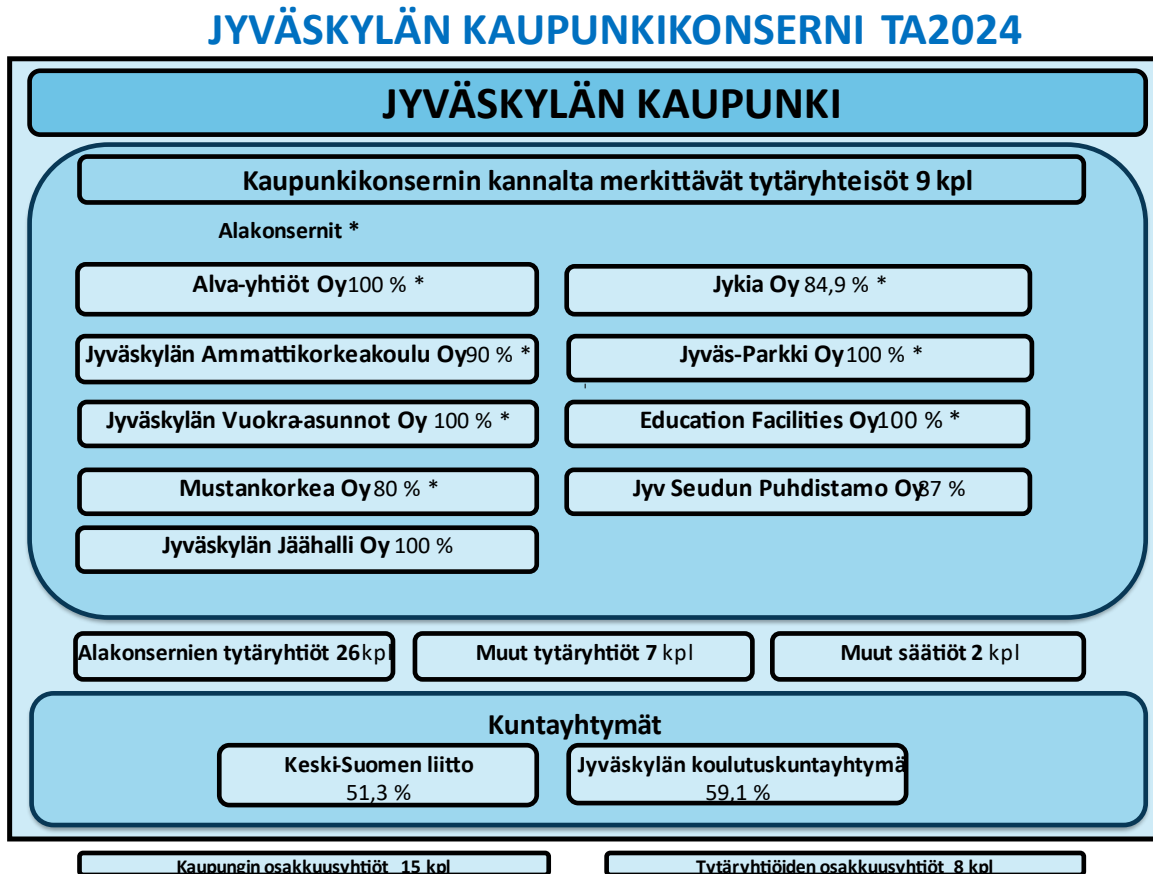 JYVÄSKYLÄN KAUPUNKIKONSERNI TA2024
JYVÄSKYLÄN KAUPUNKI
Kaupunkikonsernin kannalta merkittävät tytäryhteisöt 9 kpl
Alakonsernit *
Alva-yhtiöt Oy 100 % *
Jykia Oy 84,9 % *
Jyväskylän Ammattikorkeakoulu Oy 90 % *
Jyväs-Parkki Oy 100 % *
Jyväskylän Vuokra-asunnot Oy 100 % *
Education Facilities Oy 100 % *
Mustankorkea Oy 80 % *
Jyv Seudun Puhdistamo Oy 87 %
Jyväskylän Jäähalli Oy 100 %
Alakonsernien tytäryhtiöt 26 kpl
Muut tytäryhtiöt 7 kpl
Muut säätiöt 2 kpl
Kuntayhtymät
Keski-Suomen liitto
51,3 %
Jyväskylän koulutuskuntayhtymä
59,1 %
Kaupungin osakkuusyhtiöt 15 kpl
Tytäryhtiöiden osakkuusyhtiöt 8 kpl